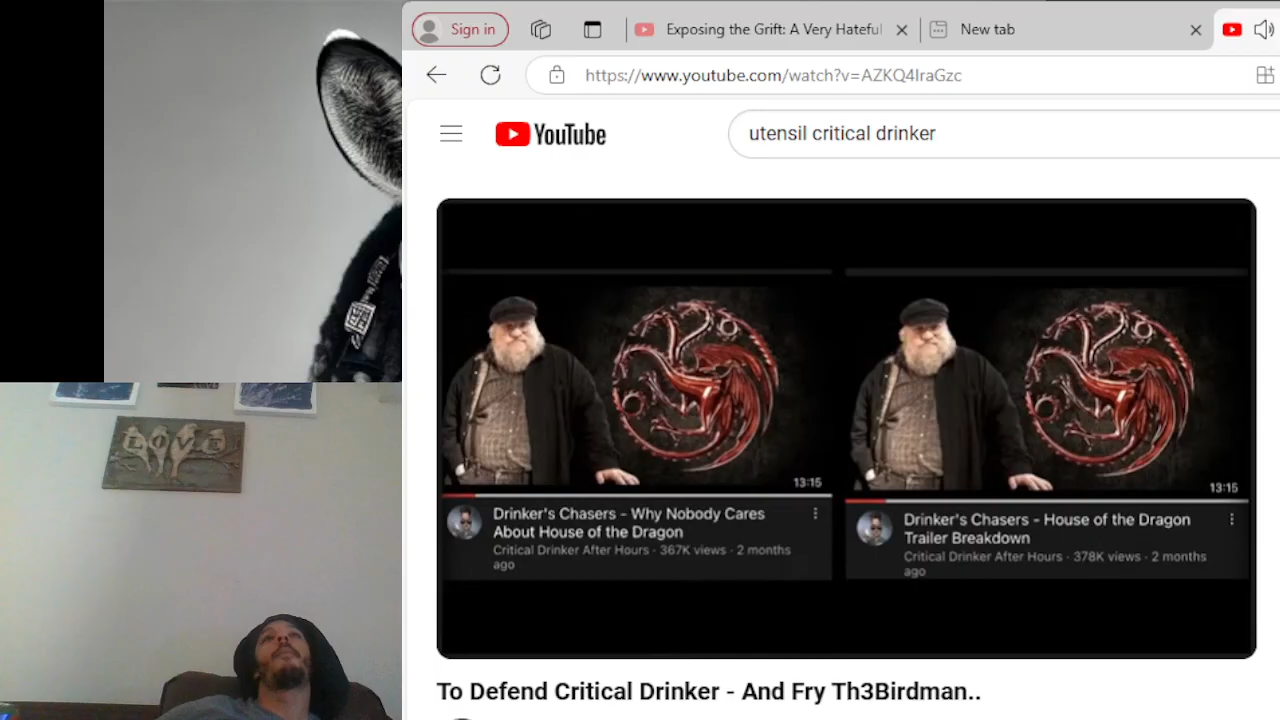 Sign in
Exposing the Grift: A Very Hateful
New tab
https://www.youtube.com/watch?v=AZKQ4IraGzc
YouTube
utensil critical drinker
LOVE
13:15
Drinker's Chasers - Why Nobody Cares
About House of the Dragon
Critical Drinker After Hours · 367K views · 2 months
ago
13:15
Drinker's Chasers - House of the Dragon
Trailer Breakdown
Critical Drinker After Hours · 378K views · 2 months
ago
To Defend Critical Drinker - And Fry Th3Birdman..